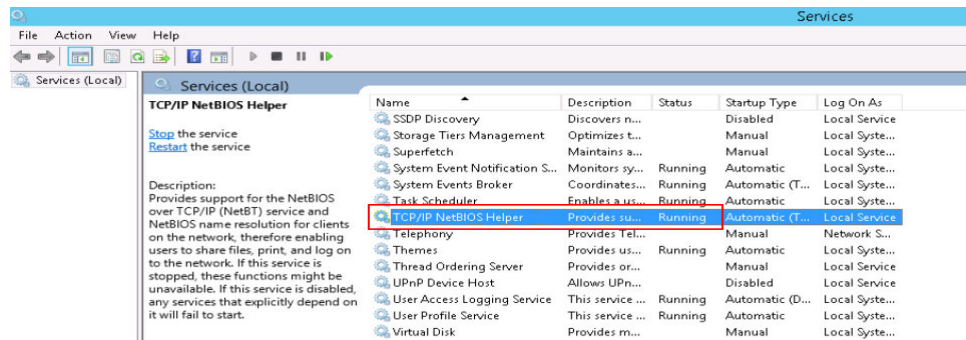 Services
File Action View Help
Services (Local)
Services (Local)
TCP/IP NetBIOS Helper
Stop the service
Restart the service
Description:
Provides support for the NetBIOS
over TCP/IP (NetBT) service and
NetBIOS name resolution for clients
on the network, therefore enabling
users to share files, print, and log on
to the network. If this service is
stopped, these functions might be
unavailable. If this service is disabled,
any services that explicitly depend on
it will fail to start.
Name Description Status Startup Type Log On As
SSDP Discovery Discovers n... Disabled Local Service
Storage Tiers Management Optimizes t... Manual Local Syste...
Superfetch Maintains a... Manual Local Syste...
System Event Notification S... Monitors sy... Running Automatic Local Syste...
System Events Broker Coordinates... Running Automatic (T... Local Syste...
Task Scheduler Enables a us... Running Automatic Local Syste...
TCP/IP NetBIOS Helper Provides su... Running Automatic (T... Local Service
Telephony Provides Tel... Manual Network S...
Themes Provides us... Running Automatic Local Syste...
Thread Ordering Server Provides or... Manual Local Service
UPnP Device Host Allows UPn... Disabled Local Service
User Access Logging Service This service ... Running Automatic (D... Local Syste...
User Profile Service This service ... Running Automatic Local Syste...
Virtual Disk Provides m... Manual Local Syste...